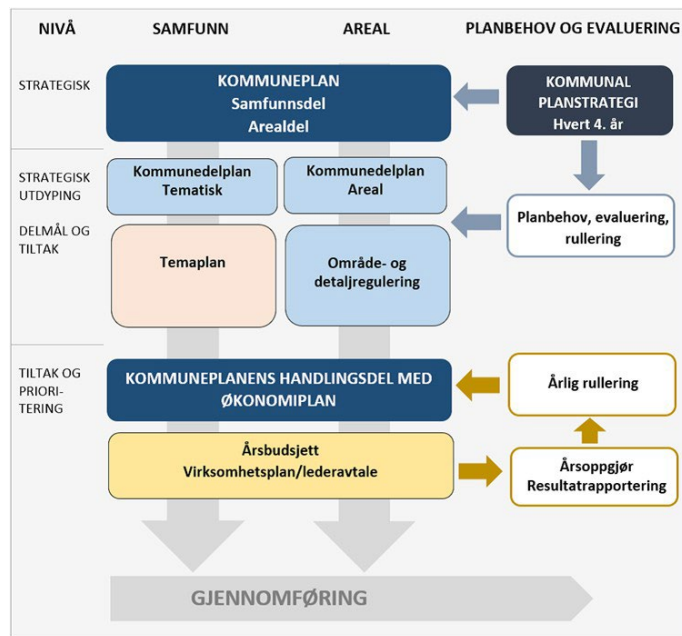 NIVÅ
SAMFUNN
AREAL
PLANBEHOV OG EVALUERING
STRATEGISK
KOMMUNEPLAN
Samfunnsdel
Arealdel
KOMMUNAL
PLANSTRATEGI
Hvert 4. år
STRATEGISK
UTDYPING
DELMÅL OG
TILTAK
Kommunedelplan
Tematisk
Kommunedelplan
Areal
Planbehov, evaluering,
rullering
Temaplan
Område- og
detaljregulering
TILTAK OG
PRIORI-
TERING
KOMMUNEPLANENS HANDLINGSDEL MED
ØKONOMIPLAN
Årlig rullering
Årsbudsjett
Virksomhetsplan/lederavtale
Årsoppgjør
Resultatrapportering
GJENNOMFØRING